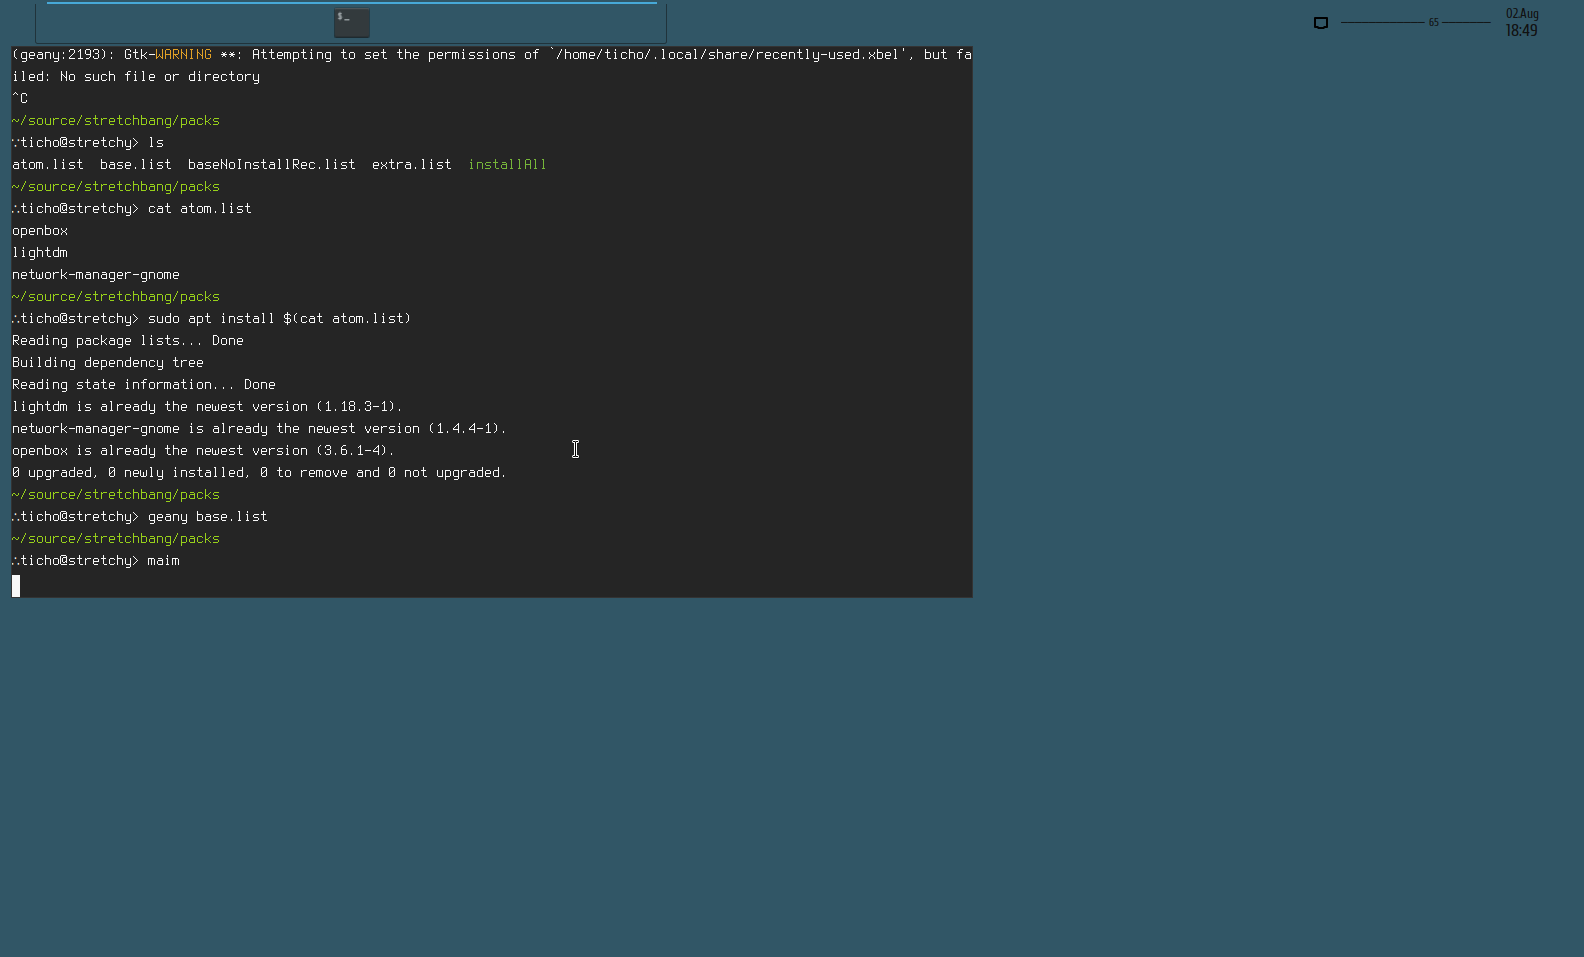 $_
65
02.Aug
18:49
(geany:2193): Gtk-WARNING **: Attempting to set the permissions of `/home/ticho/.local/share/recently-used.xbel', but fa
iled: No such file or directory
^C
~/source/stretchbang/packs
∵ticho@stretchy> ls
atom.list  base.list  baseNoInstallRec.list  extra.list  installAll
~/source/stretchbang/packs
∴ticho@stretchy> cat atom.list
openbox
lightdm
network-manager-gnome
~/source/stretchbang/packs
∴ticho@stretchy> sudo apt install $(cat atom.list)
Reading package lists... Done
Building dependency tree
Reading state information... Done
lightdm is already the newest version (1.18.3-1).
network-manager-gnome is already the newest version (1.4.4-1).
openbox is already the newest version (3.6.1-4).
0 upgraded, 0 newly installed, 0 to remove and 0 not upgraded.
~/source/stretchbang/packs
∴ticho@stretchy> geany base.list
~/source/stretchbang/packs
∴ticho@stretchy> maim